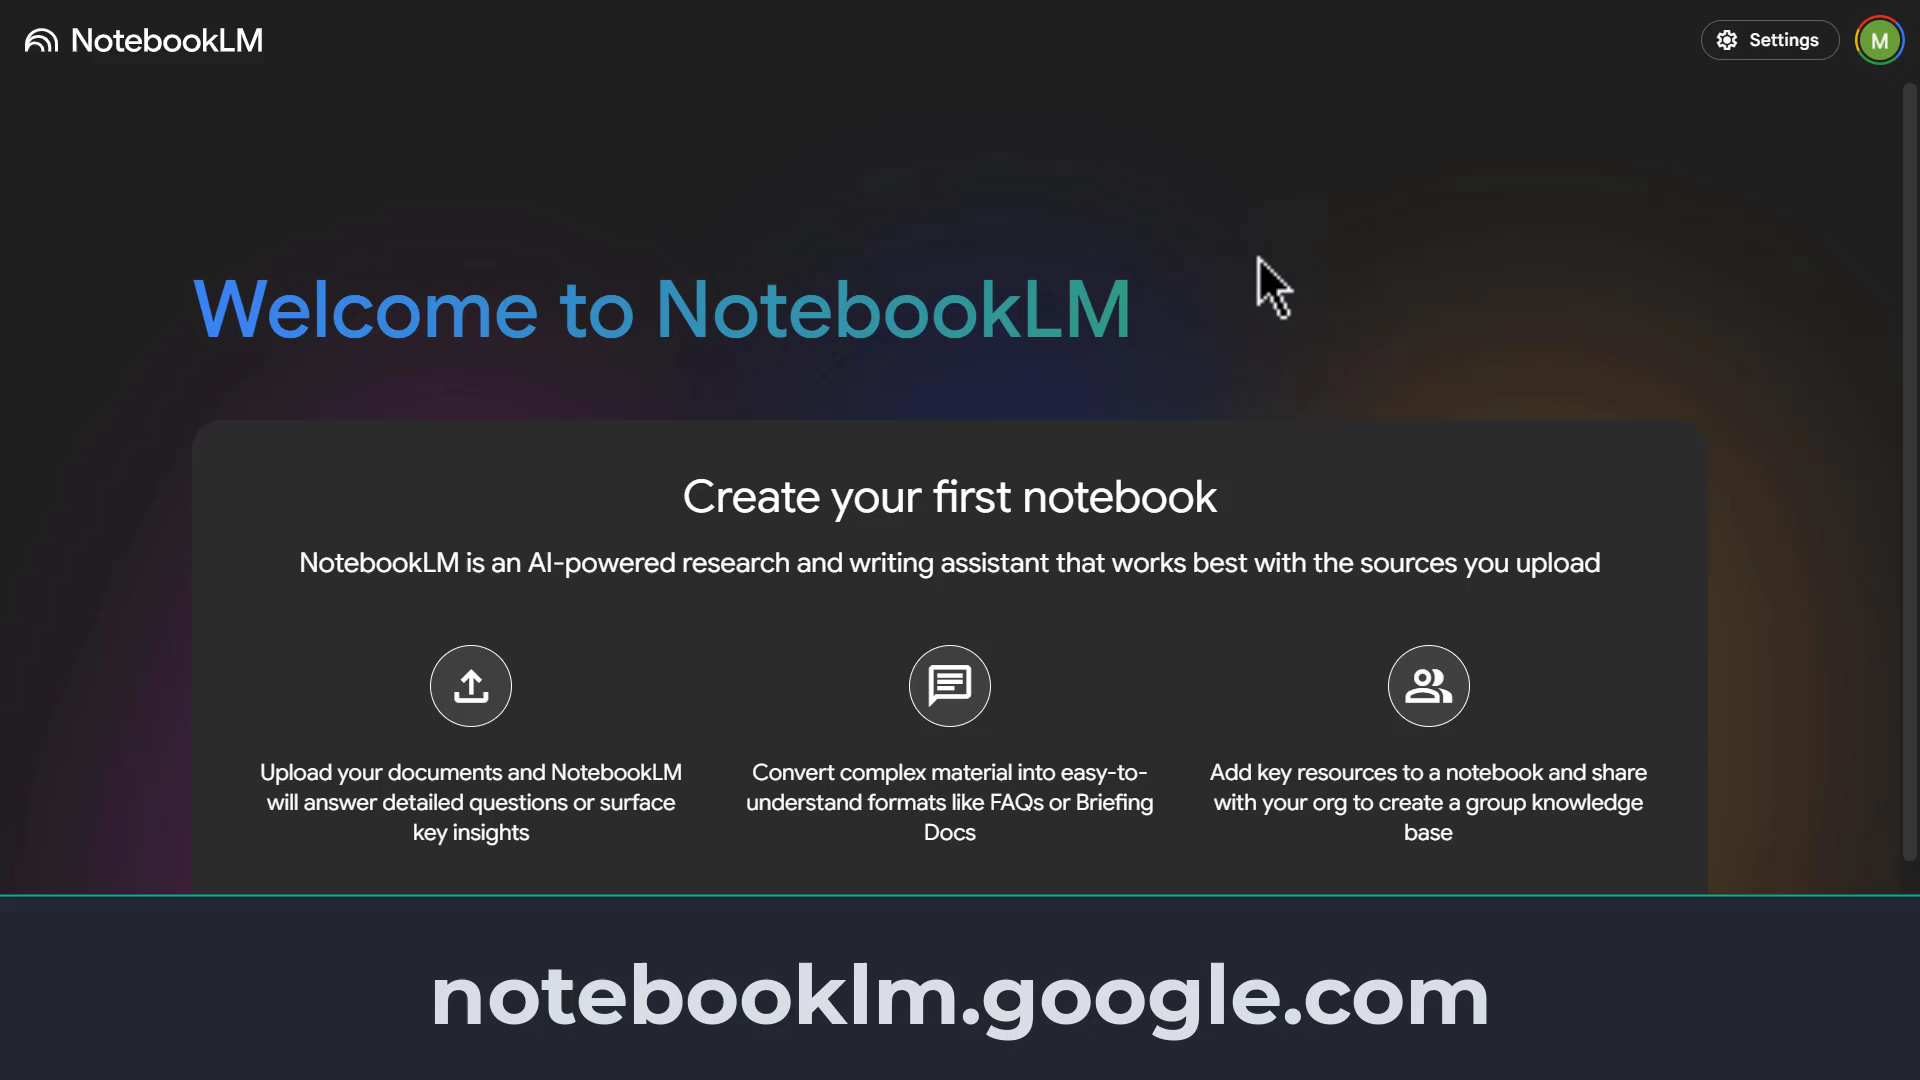 NotebookLM
Settings
M
Welcome to NotebookLM
Create your first notebook
NotebookLM is an AI-powered research and writing assistant that works best with the sources you upload
Upload your documents and NotebookLM
will answer detailed questions or surface
key insights
Convert complex material into easy-to-
understand formats like FAQs or Briefing
Docs
Add key resources to a notebook and share
with your org to create a group knowledge
base
notebooklm.google.com